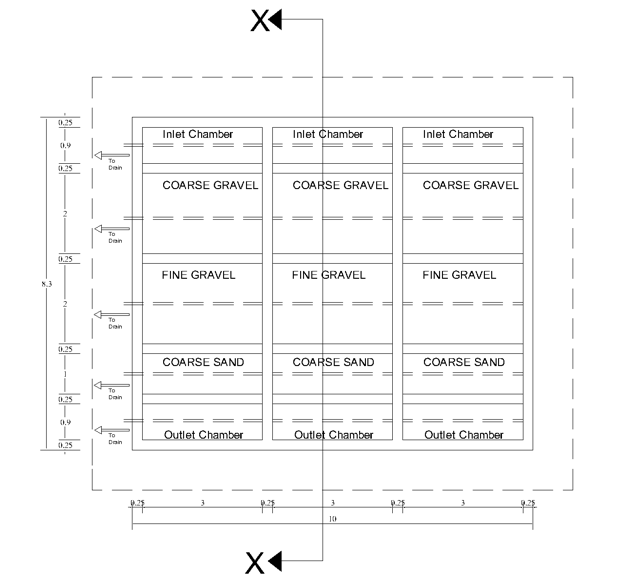 X
0.25
Inlet Chamber Inlet Chamber Inlet Chamber
0.9
To
Drain
0.25
COARSE GRAVEL COARSE GRAVEL COARSE GRAVEL
2
To
Drain
0.25
FINE GRAVEL FINE GRAVEL FINE GRAVEL
8.3
2
To
Drain
0.25
COARSE SAND COARSE SAND COARSE SAND
1
To
Drain
0.25
0.9
To
Drain
Outlet Chamber Outlet Chamber Outlet Chamber
0.25
0.25 3 0.25 3 0.25 3 0.25
10
X